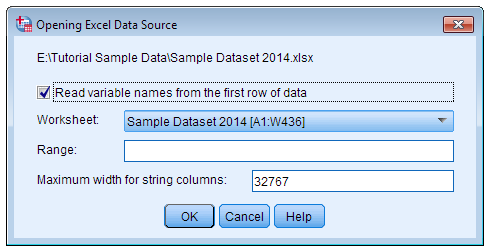 Opening Excel Data Source
E:\Tutorial Sample Data\Sample Dataset 2014.xlsx
Read variable names from the first row of data
Worksheet: Sample Dataset 2014 [A1:W436]
Range:
Maximum width for string columns: 32767
OK Cancel Help